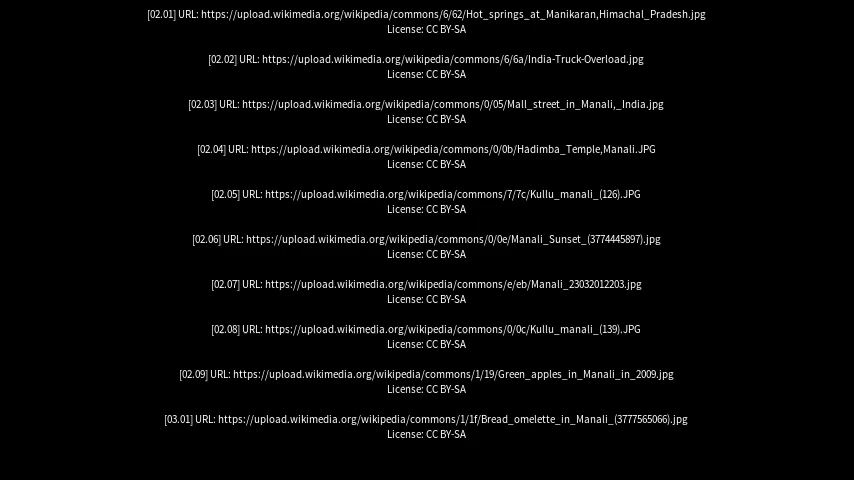 [02.01] URL: https://upload.wikimedia.org/wikipedia/commons/6/62/Hot_springs_at_Manikaran,Himachal_Pradesh.jpg
License: CC BY-SA
[02.02] URL: https://upload.wikimedia.org/wikipedia/commons/6/6a/India-Truck-Overload.jpg
License: CC BY-SA
[02.03] URL: https://upload.wikimedia.org/wikipedia/commons/0/05/Mall_street_in_Manali,_India.jpg
License: CC BY-SA
[02.04] URL: https://upload.wikimedia.org/wikipedia/commons/0/0b/Hadimba_Temple,Manali.JPG
License: CC BY-SA
[02.05] URL: https://upload.wikimedia.org/wikipedia/commons/7/7c/Kullu_manali_(126).JPG
License: CC BY-SA
[02.06] URL: https://upload.wikimedia.org/wikipedia/commons/0/0e/Manali_Sunset_(3774445897).jpg
License: CC BY-SA
[02.07] URL: https://upload.wikimedia.org/wikipedia/commons/e/eb/Manali_23032012203.jpg
License: CC BY-SA
[02.08] URL: https://upload.wikimedia.org/wikipedia/commons/0/0c/Kullu_manali_(139).JPG
License: CC BY-SA
[02.09] URL: https://upload.wikimedia.org/wikipedia/commons/1/19/Green_apples_in_Manali_in_2009.jpg
License: CC BY-SA
[03.01] URL: https://upload.wikimedia.org/wikipedia/commons/1/1f/Bread_omelette_in_Manali_(3777565066).jpg
License: CC BY-SA